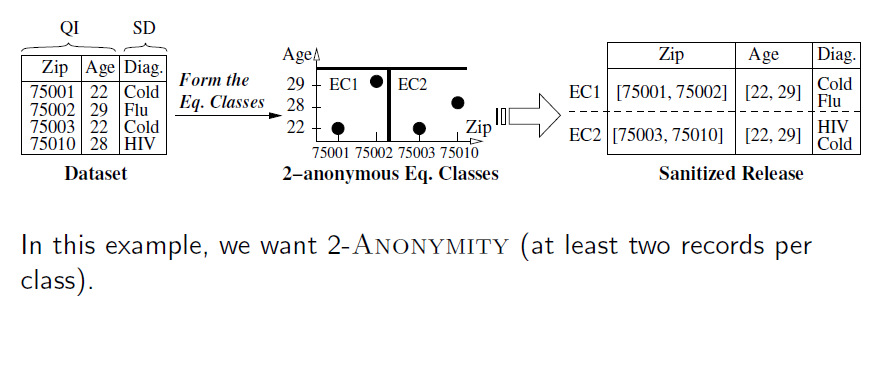 QI SD
Zip Age Diag.
75001 22 Cold
75002 29 Flu
75003 22 Cold
75010 28 HIV
Dataset
Form the
Eq. Classes
Age
29 EC1 EC2
28
22
Zip
75001 75002 75003 75010
2–anonymous Eq. Classes
Zip Age Diag.
EC1 [75001, 75002] [22, 29] Cold
Flu
EC2 [75003, 75010] [22, 29] HIV
Cold
Sanitized Release
In this example, we want 2-ANONYMITY (at least two records per
class).